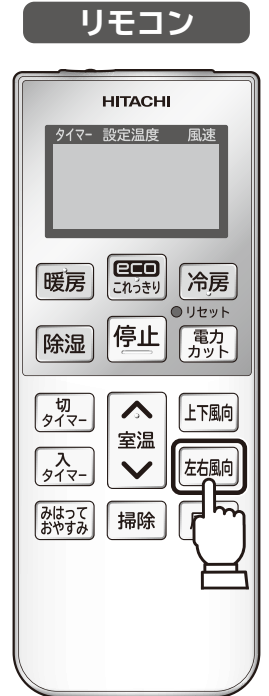 リモコン
HITACHI
タイマー 設定温度 風速
暖房
eco
これっきり
冷房
リセット
除湿
停止
電力
カット
切
タイマー
室温
上下風向
入
タイマー
左右風向
みはって
おやすみ
掃除